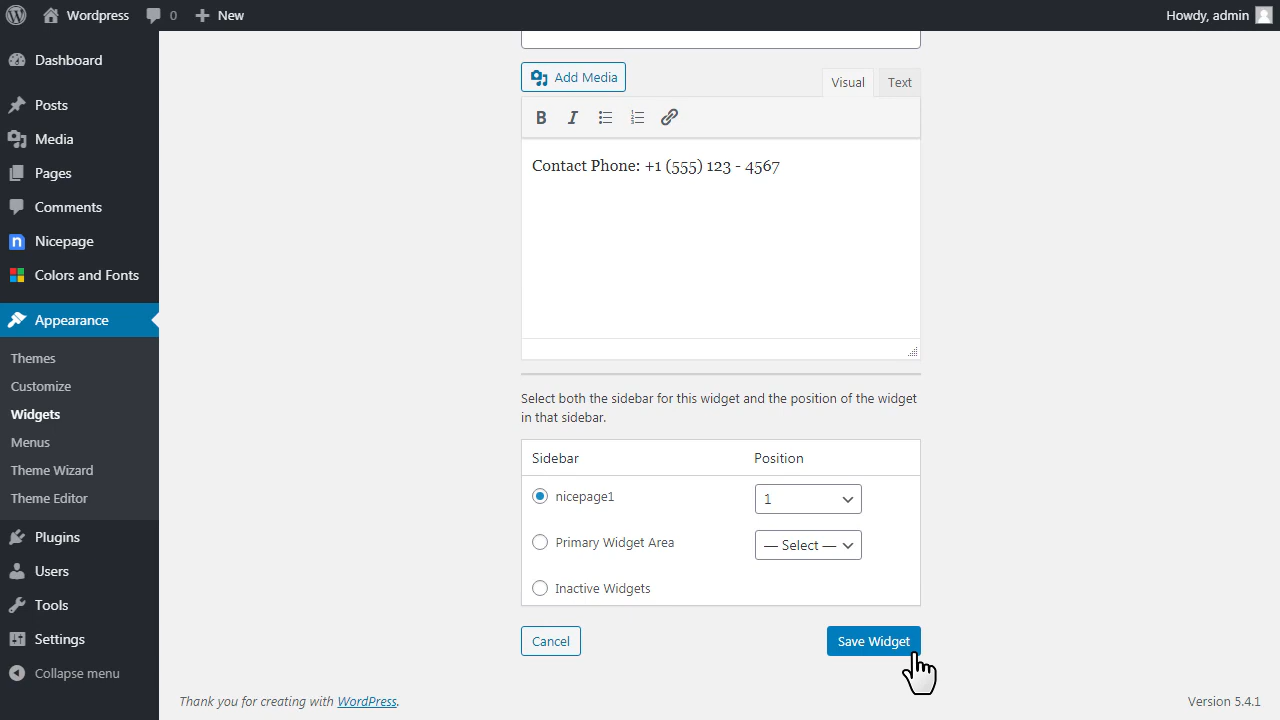 Wordpress 0 New Howdy, admin
Dashboard
Posts
Media
Pages
Comments
Nicepage
Colors and Fonts
Appearance
Themes
Customize
Widgets
Menus
Theme Wizard
Theme Editor
Plugins
Users
Tools
Settings
Collapse menu
Add Media
Visual Text
B I
Contact Phone: +1 (555) 123 - 4567
Select both the sidebar for this widget and the position of the widget
in that sidebar.
Sidebar Position
nicepage1 1
Primary Widget Area — Select —
Inactive Widgets
Cancel Save Widget
Thank you for creating with WordPress. Version 5.4.1